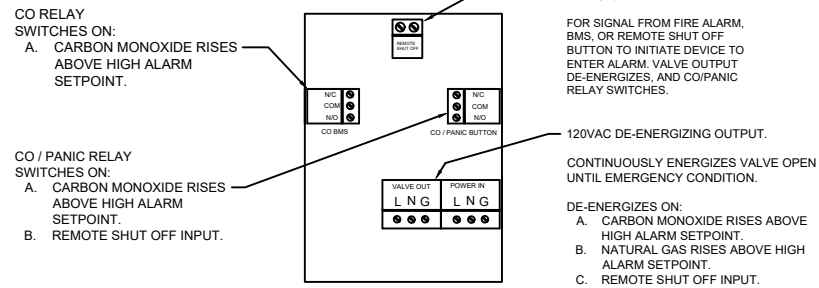 CO RELAY
SWITCHES ON:
A. CARBON MONOXIDE RISES
ABOVE HIGH ALARM
SETPOINT.
CO / PANIC RELAY
SWITCHES ON:
A. CARBON MONOXIDE RISES
ABOVE HIGH ALARM
SETPOINT.
B. REMOTE SHUT OFF INPUT.
REMOTE
SHUT OFF
N/C
COM
N/O
CO BMS
N/C
COM
N/O
CO / PANIC BUTTON
VALVE OUT
L N G
POWER IN
L N G
FOR SIGNAL FROM FIRE ALARM,
BMS, OR REMOTE SHUT OFF
BUTTON TO INITIATE DEVICE TO
ENTER ALARM. VALVE OUTPUT
DE-ENERGIZES, AND CO/PANIC
RELAY SWITCHES.
120VAC DE-ENERGIZING OUTPUT.
CONTINUOUSLY ENERGIZES VALVE OPEN
UNTIL EMERGENCY CONDITION.
DE-ENERGIZES ON:
A. CARBON MONOXIDE RISES ABOVE
HIGH ALARM SETPOINT.
B. NATURAL GAS RISES ABOVE HIGH
ALARM SETPOINT.
C. REMOTE SHUT OFF INPUT.